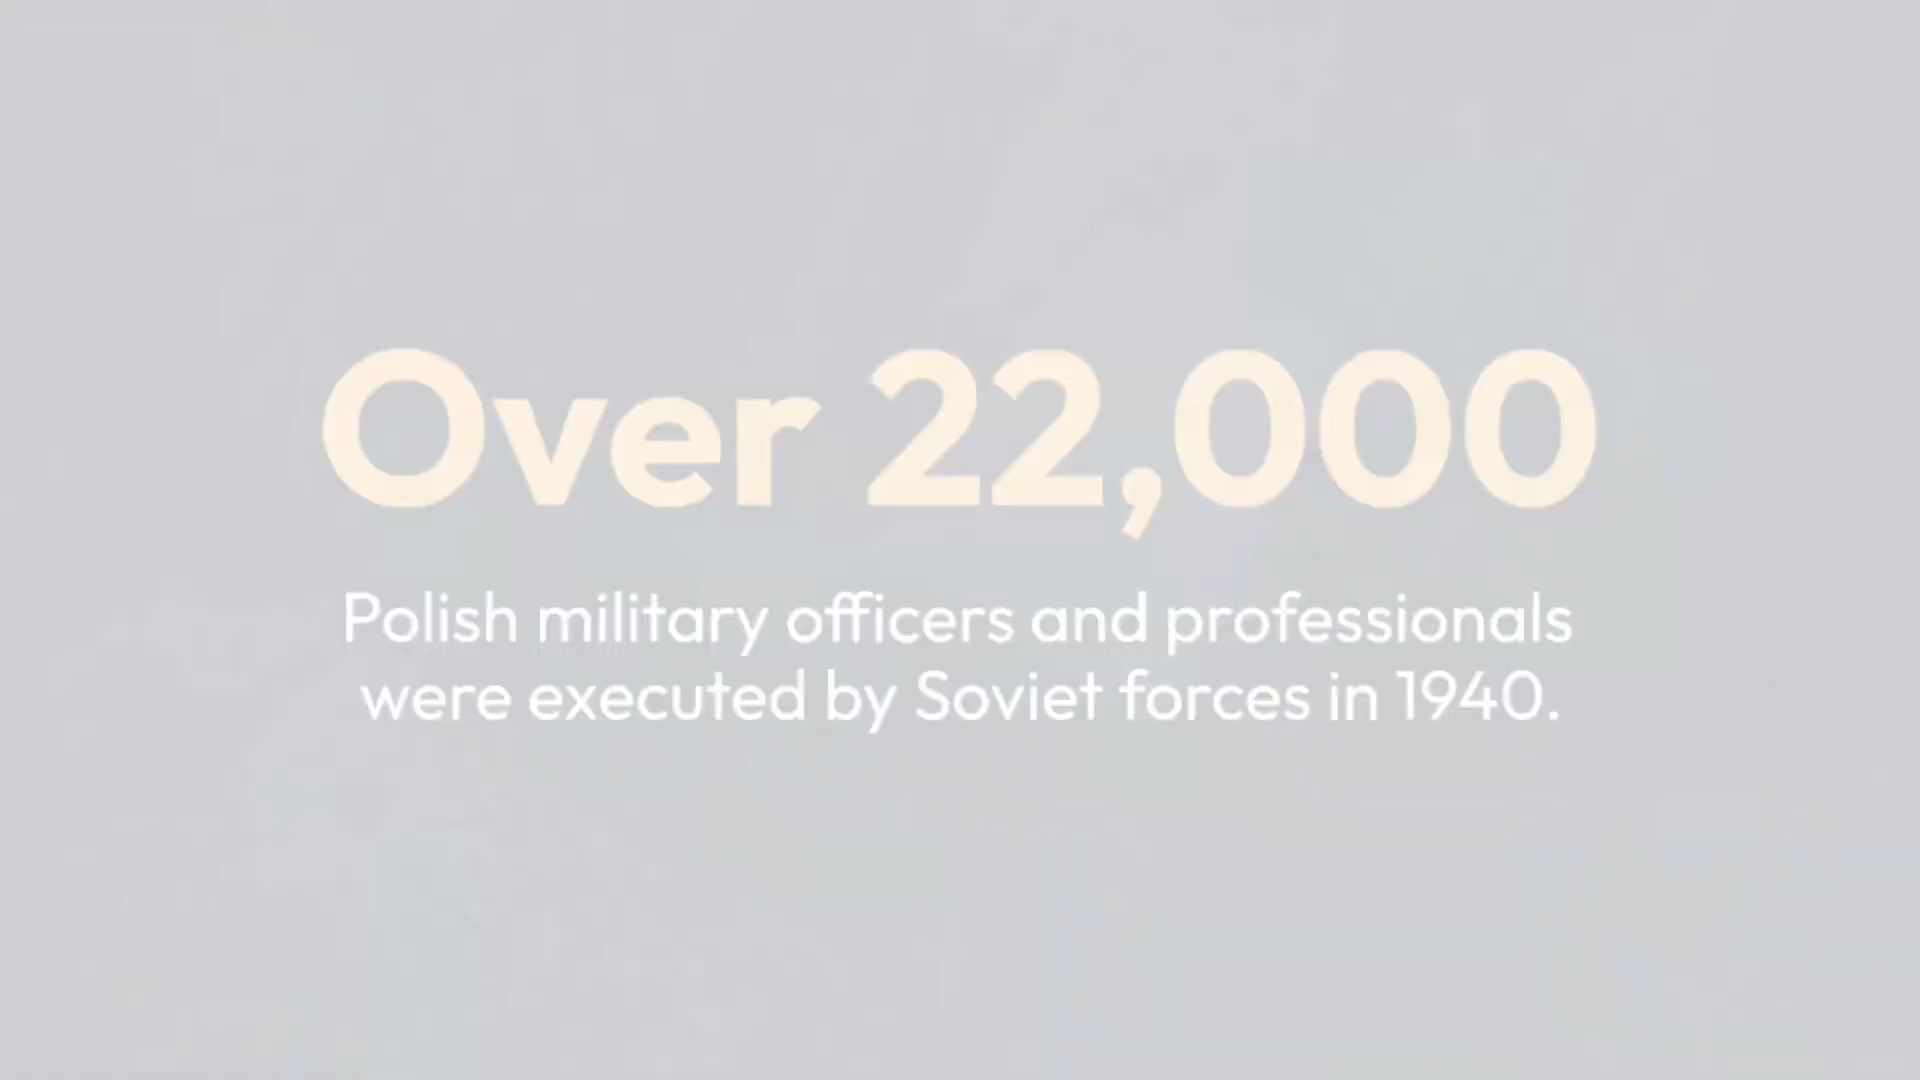 Over 22,000
Polish military officers and professionals
were executed by Soviet forces in 1940.